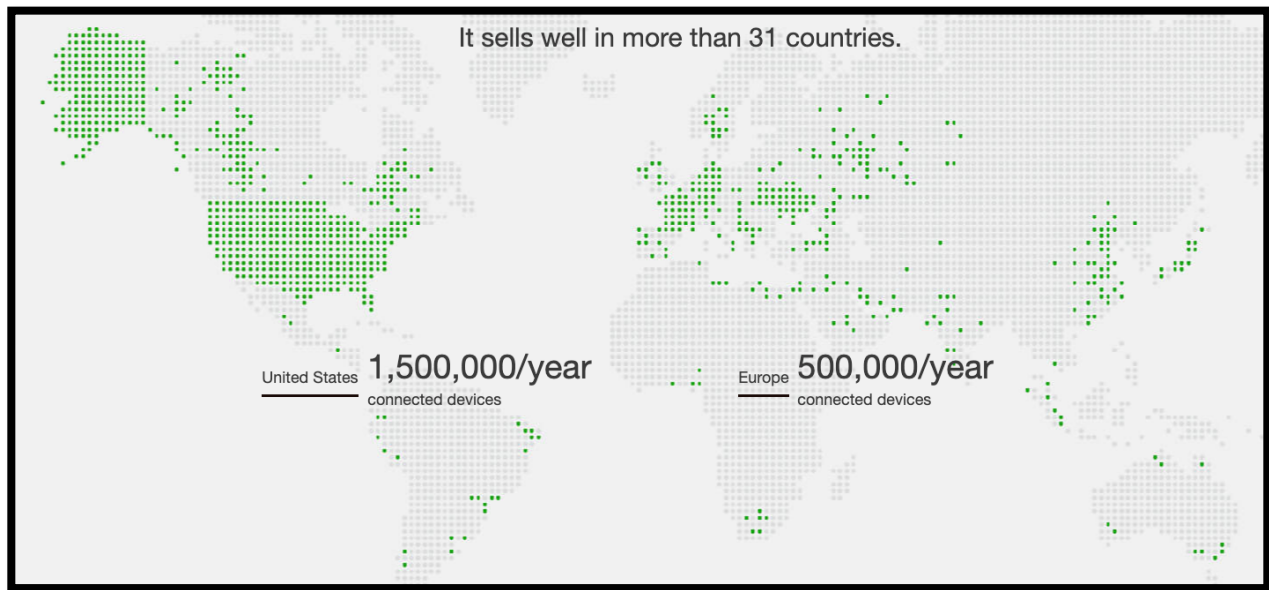 It sells well in more than 31 countries.
United States 1,500,000/year
connected devices
Europe 500,000/year
connected devices